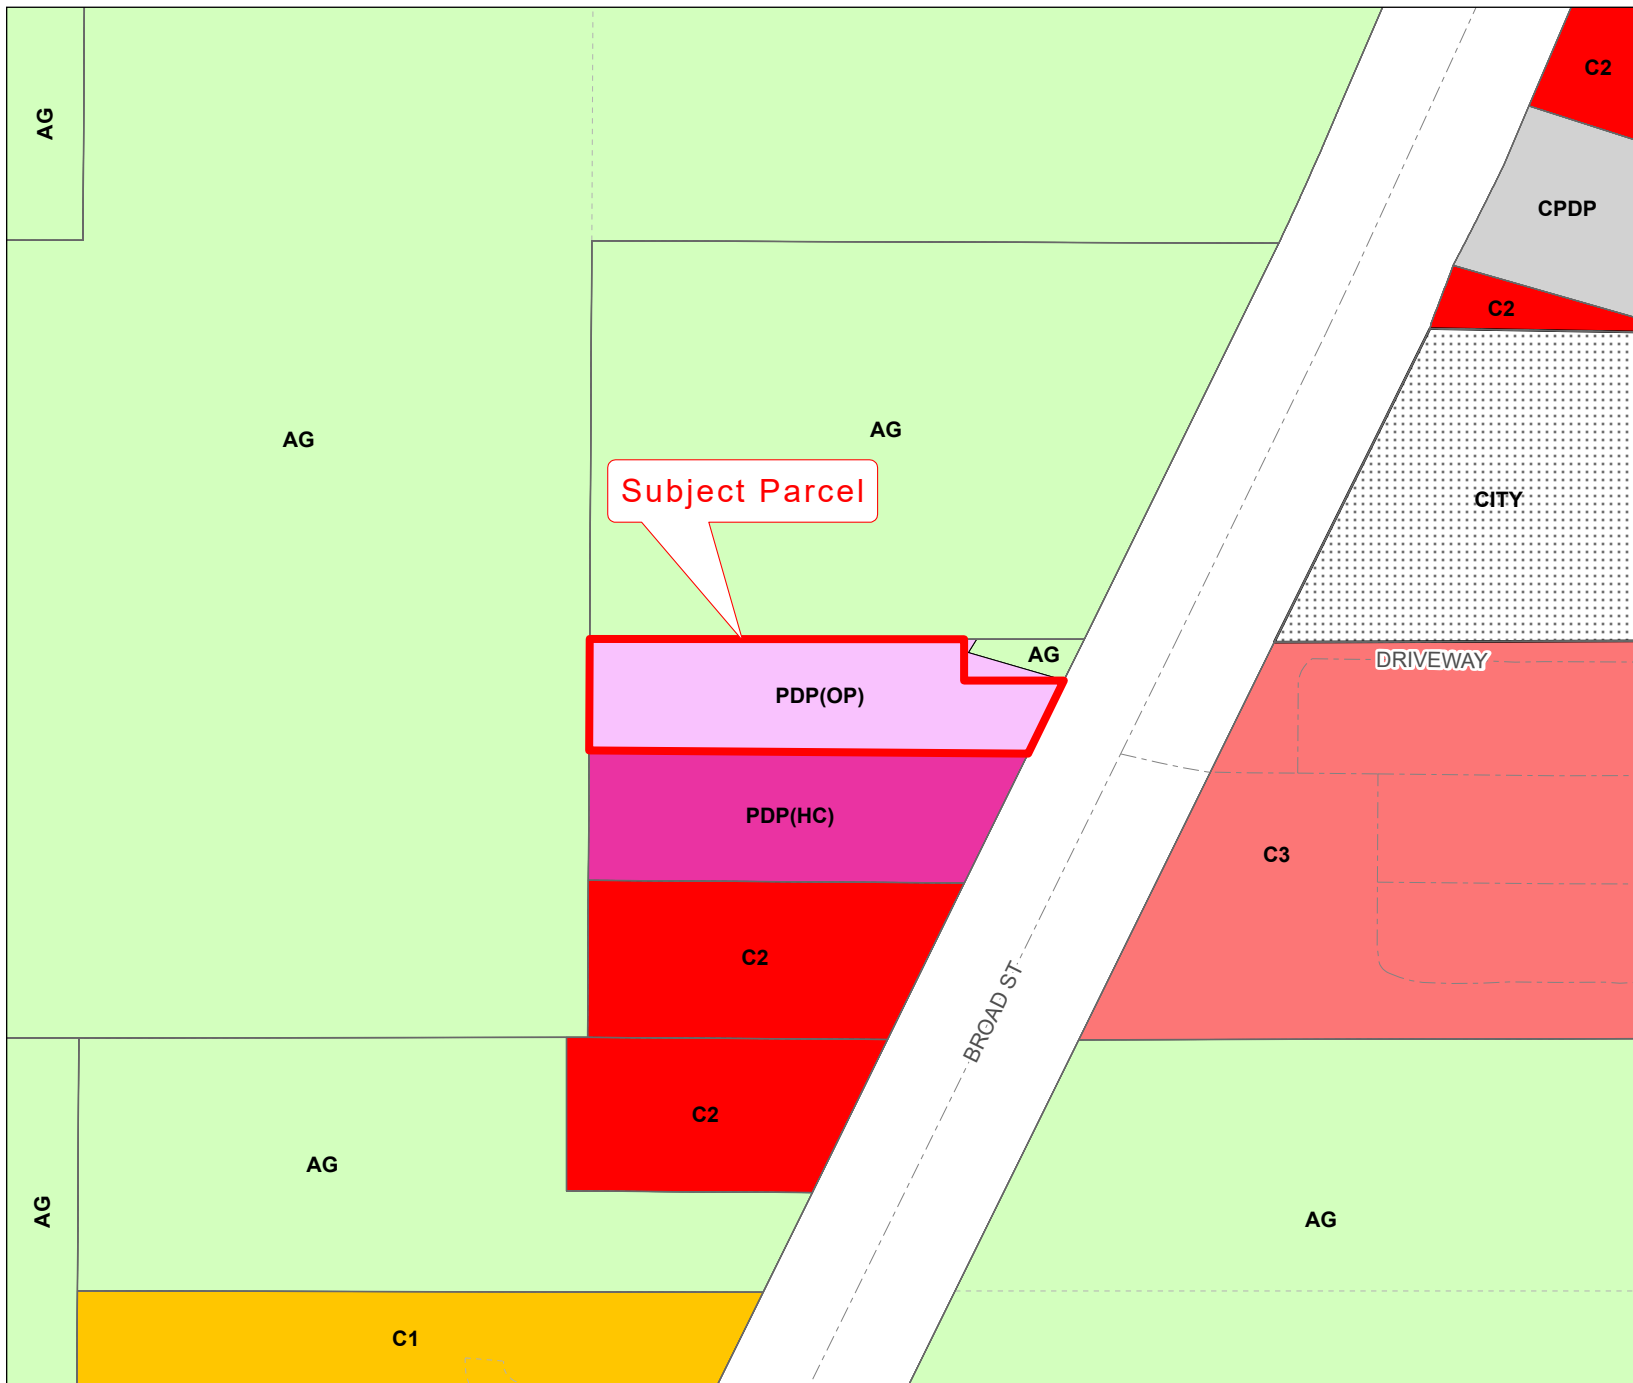 C2
AG
CPDP
C2
AG
AG
Subject Parcel
CITY
AG
DRIVEWAY
PDP(OP)
PDP(HC)
C3
C2
BROAD ST
C2
AG
AG
AG
C1